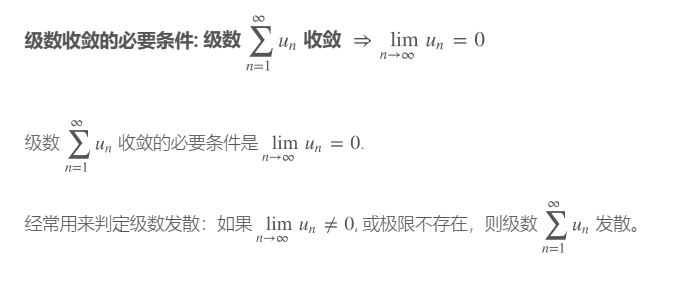 级数收敛的必要条件: 级数 $\sum_{n=1}^{\infty} u_n$ 收敛 $\Rightarrow \lim_{n\to\infty} u_n = 0$
级数 $\sum_{n=1}^{\infty} u_n$ 收敛的必要条件是 $\lim_{n\to\infty} u_n = 0$.
经常用来判定级数发散：如果 $\lim_{n\to\infty} u_n \neq 0$, 或极限不存在，则级数 $\sum_{n=1}^{\infty} u_n$ 发散。